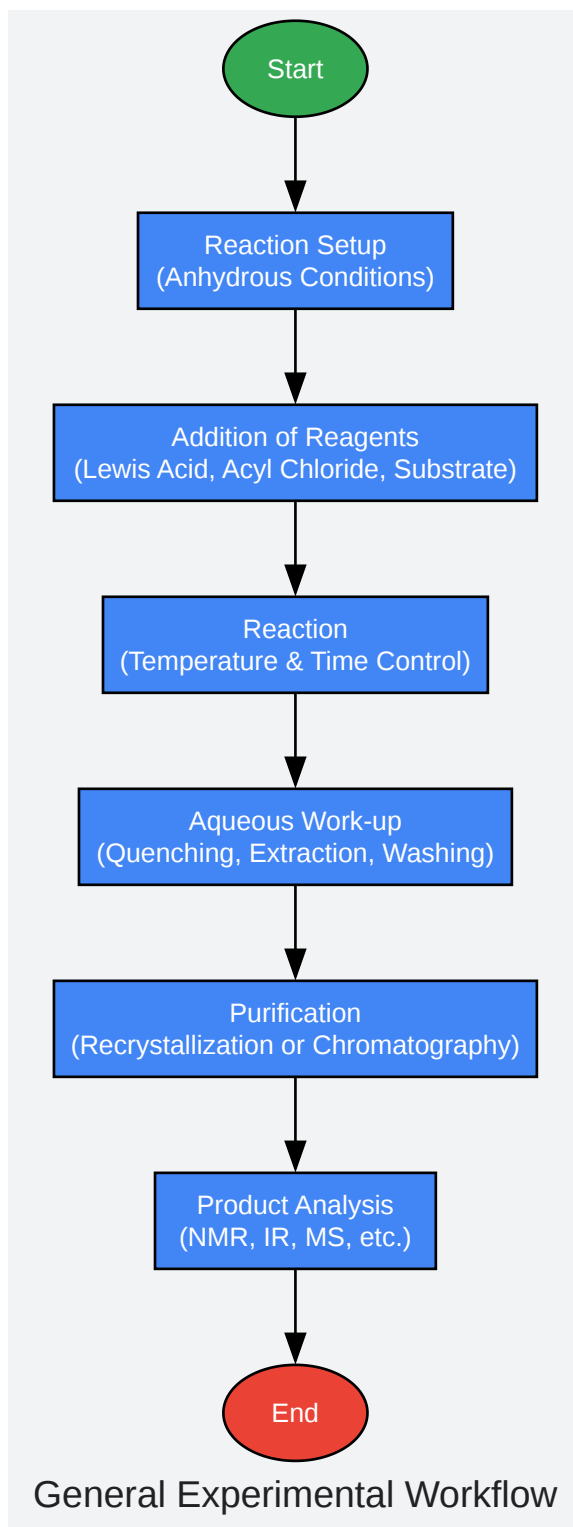 Start
Reaction Setup
(Anhydrous Conditions)
Addition of Reagents
(Lewis Acid, Acyl Chloride, Substrate)
Reaction
(Temperature & Time Control)
Aqueous Work-up
(Quenching, Extraction, Washing)
Purification
(Recrystallization or Chromatography)
Product Analysis
(NMR, IR, MS, etc.)
End
General Experimental Workflow